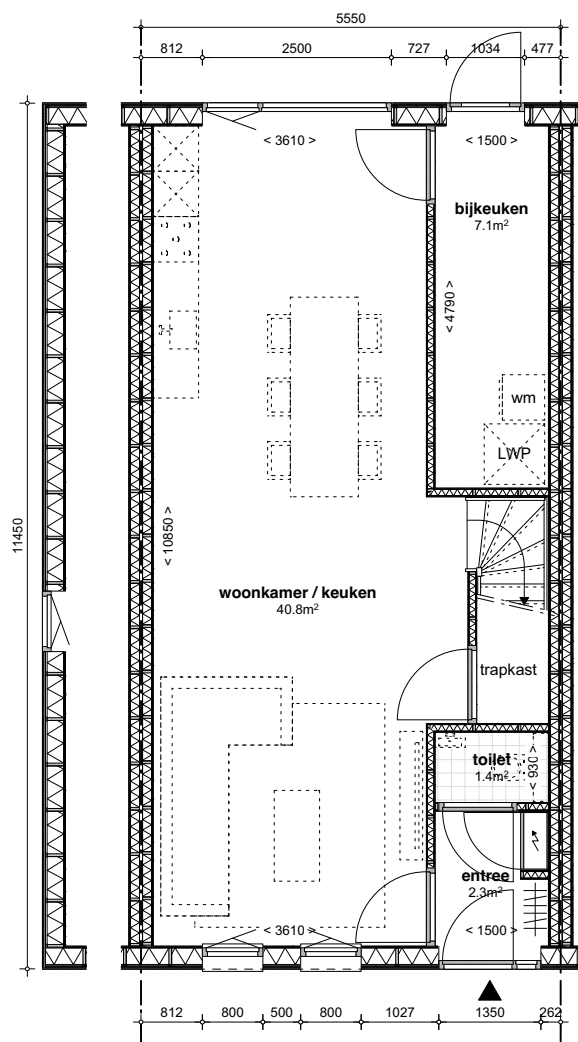 5550
812 2500 727 1034 477
< 3610 > < 1500 >
bijkeuken
7.1m²
< 4790 >
wm
LWP
11450
< 10850 >
woonkamer / keuken
40.8m²
trapkast
toilet
1.4m²
< 930 >
entree
2.3m²
< 3610 > < 1500 >
812 800 500 800 1027 1350 262